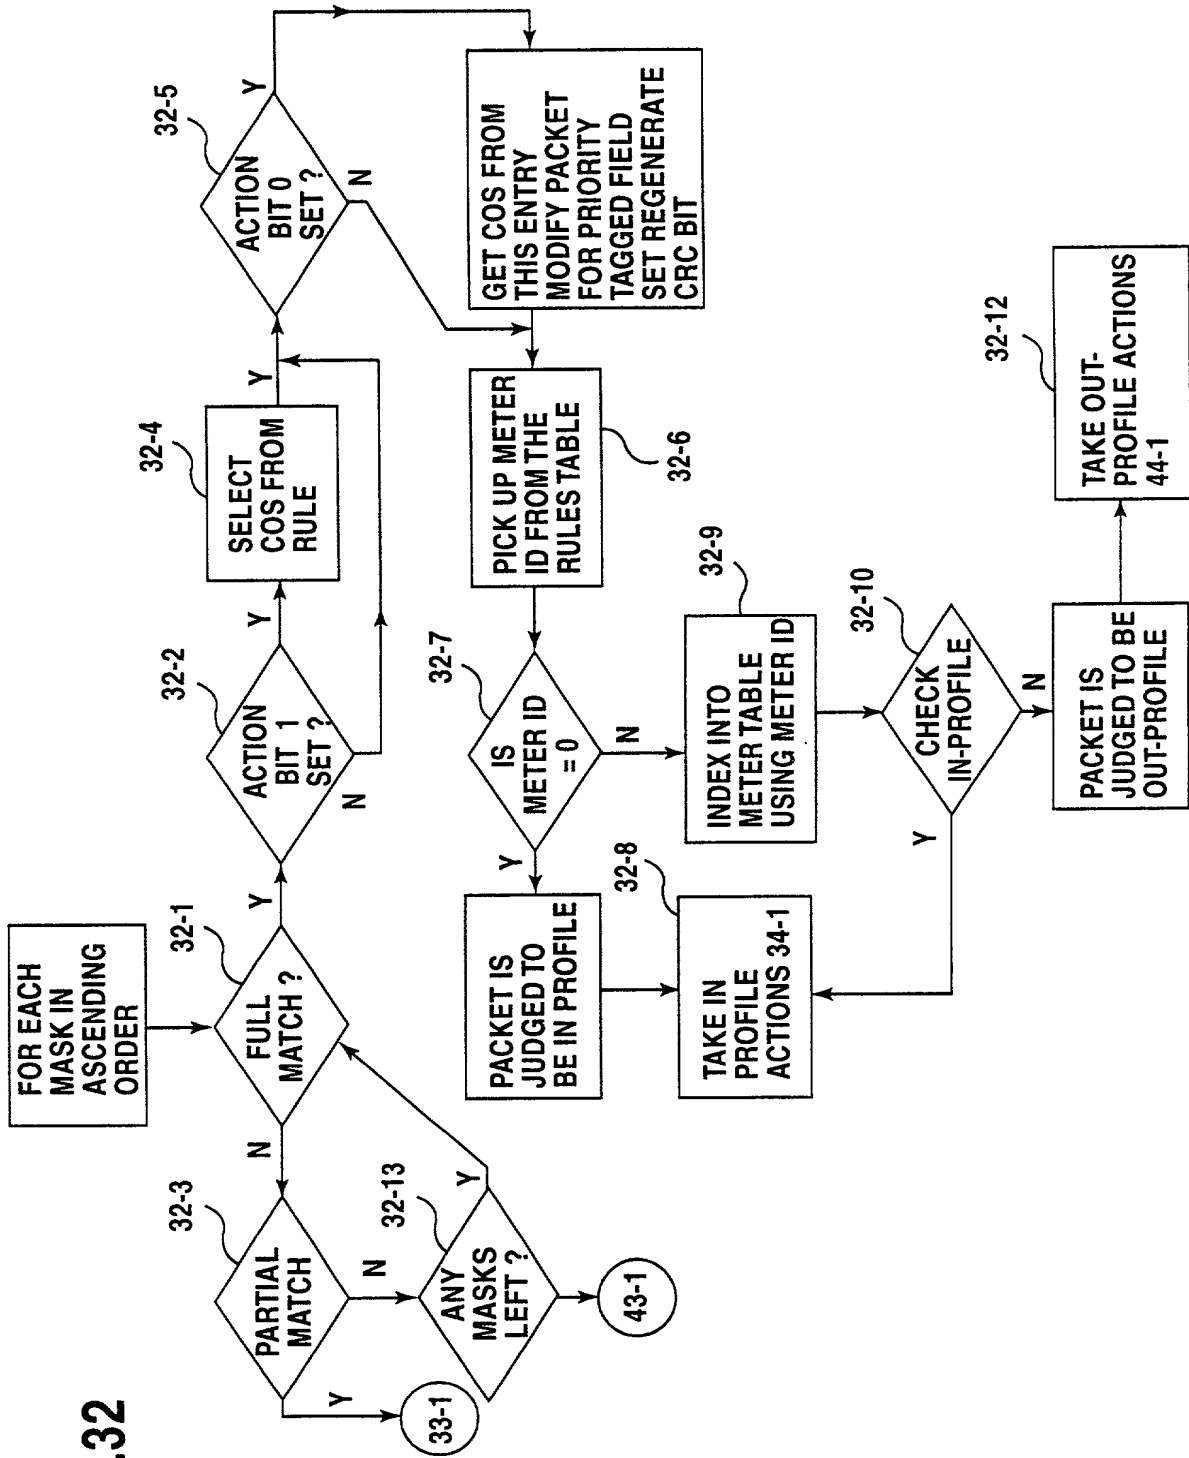 .32
FOR EACH
MASK IN
ASCENDING
ORDER
32-1
FULL
MATCH ?
Y
N
32-2
ACTION
BIT 1
SET ?
Y
N
32-4
SELECT
COS FROM
RULE
Y
32-5
ACTION
BIT 0
SET ?
Y
N
GET COS FROM
THIS ENTRY
MODIFY PACKET
FOR PRIORITY
TAGGED FIELD
SET REGENERATE
CRC BIT
32-3
PARTIAL
MATCH
Y
N
33-1
32-13
ANY
MASKS
LEFT ?
Y
43-1
PICK UP METER
ID FROM THE
RULES TABLE
32-6
32-7
IS
METER ID
= 0
Y
N
PACKET IS
JUDGED TO
BE IN PROFILE
32-8
TAKE IN
PROFILE
ACTIONS 34-1
32-9
INDEX INTO
METER TABLE
USING METER ID
32-10
CHECK
IN-PROFILE
Y
N
PACKET IS
JUDGED TO BE
OUT-PROFILE
32-12
TAKE OUT-
PROFILE ACTIONS
44-1